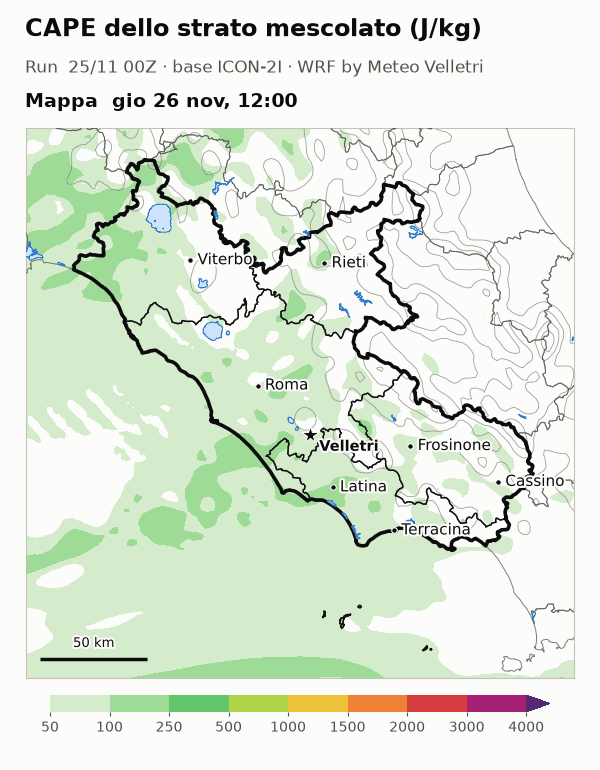 CAPE dello strato mescolato (J/kg)
Run 25/11 00Z · base ICON-2I · WRF by Meteo Velletri
Mappa gio 26 nov, 12:00
Viterbo
Rieti
Roma
Velletri
Frosinone
Latina
Cassino
Terracina
50 km
50 100 250 500 1000 1500 2000 3000 4000